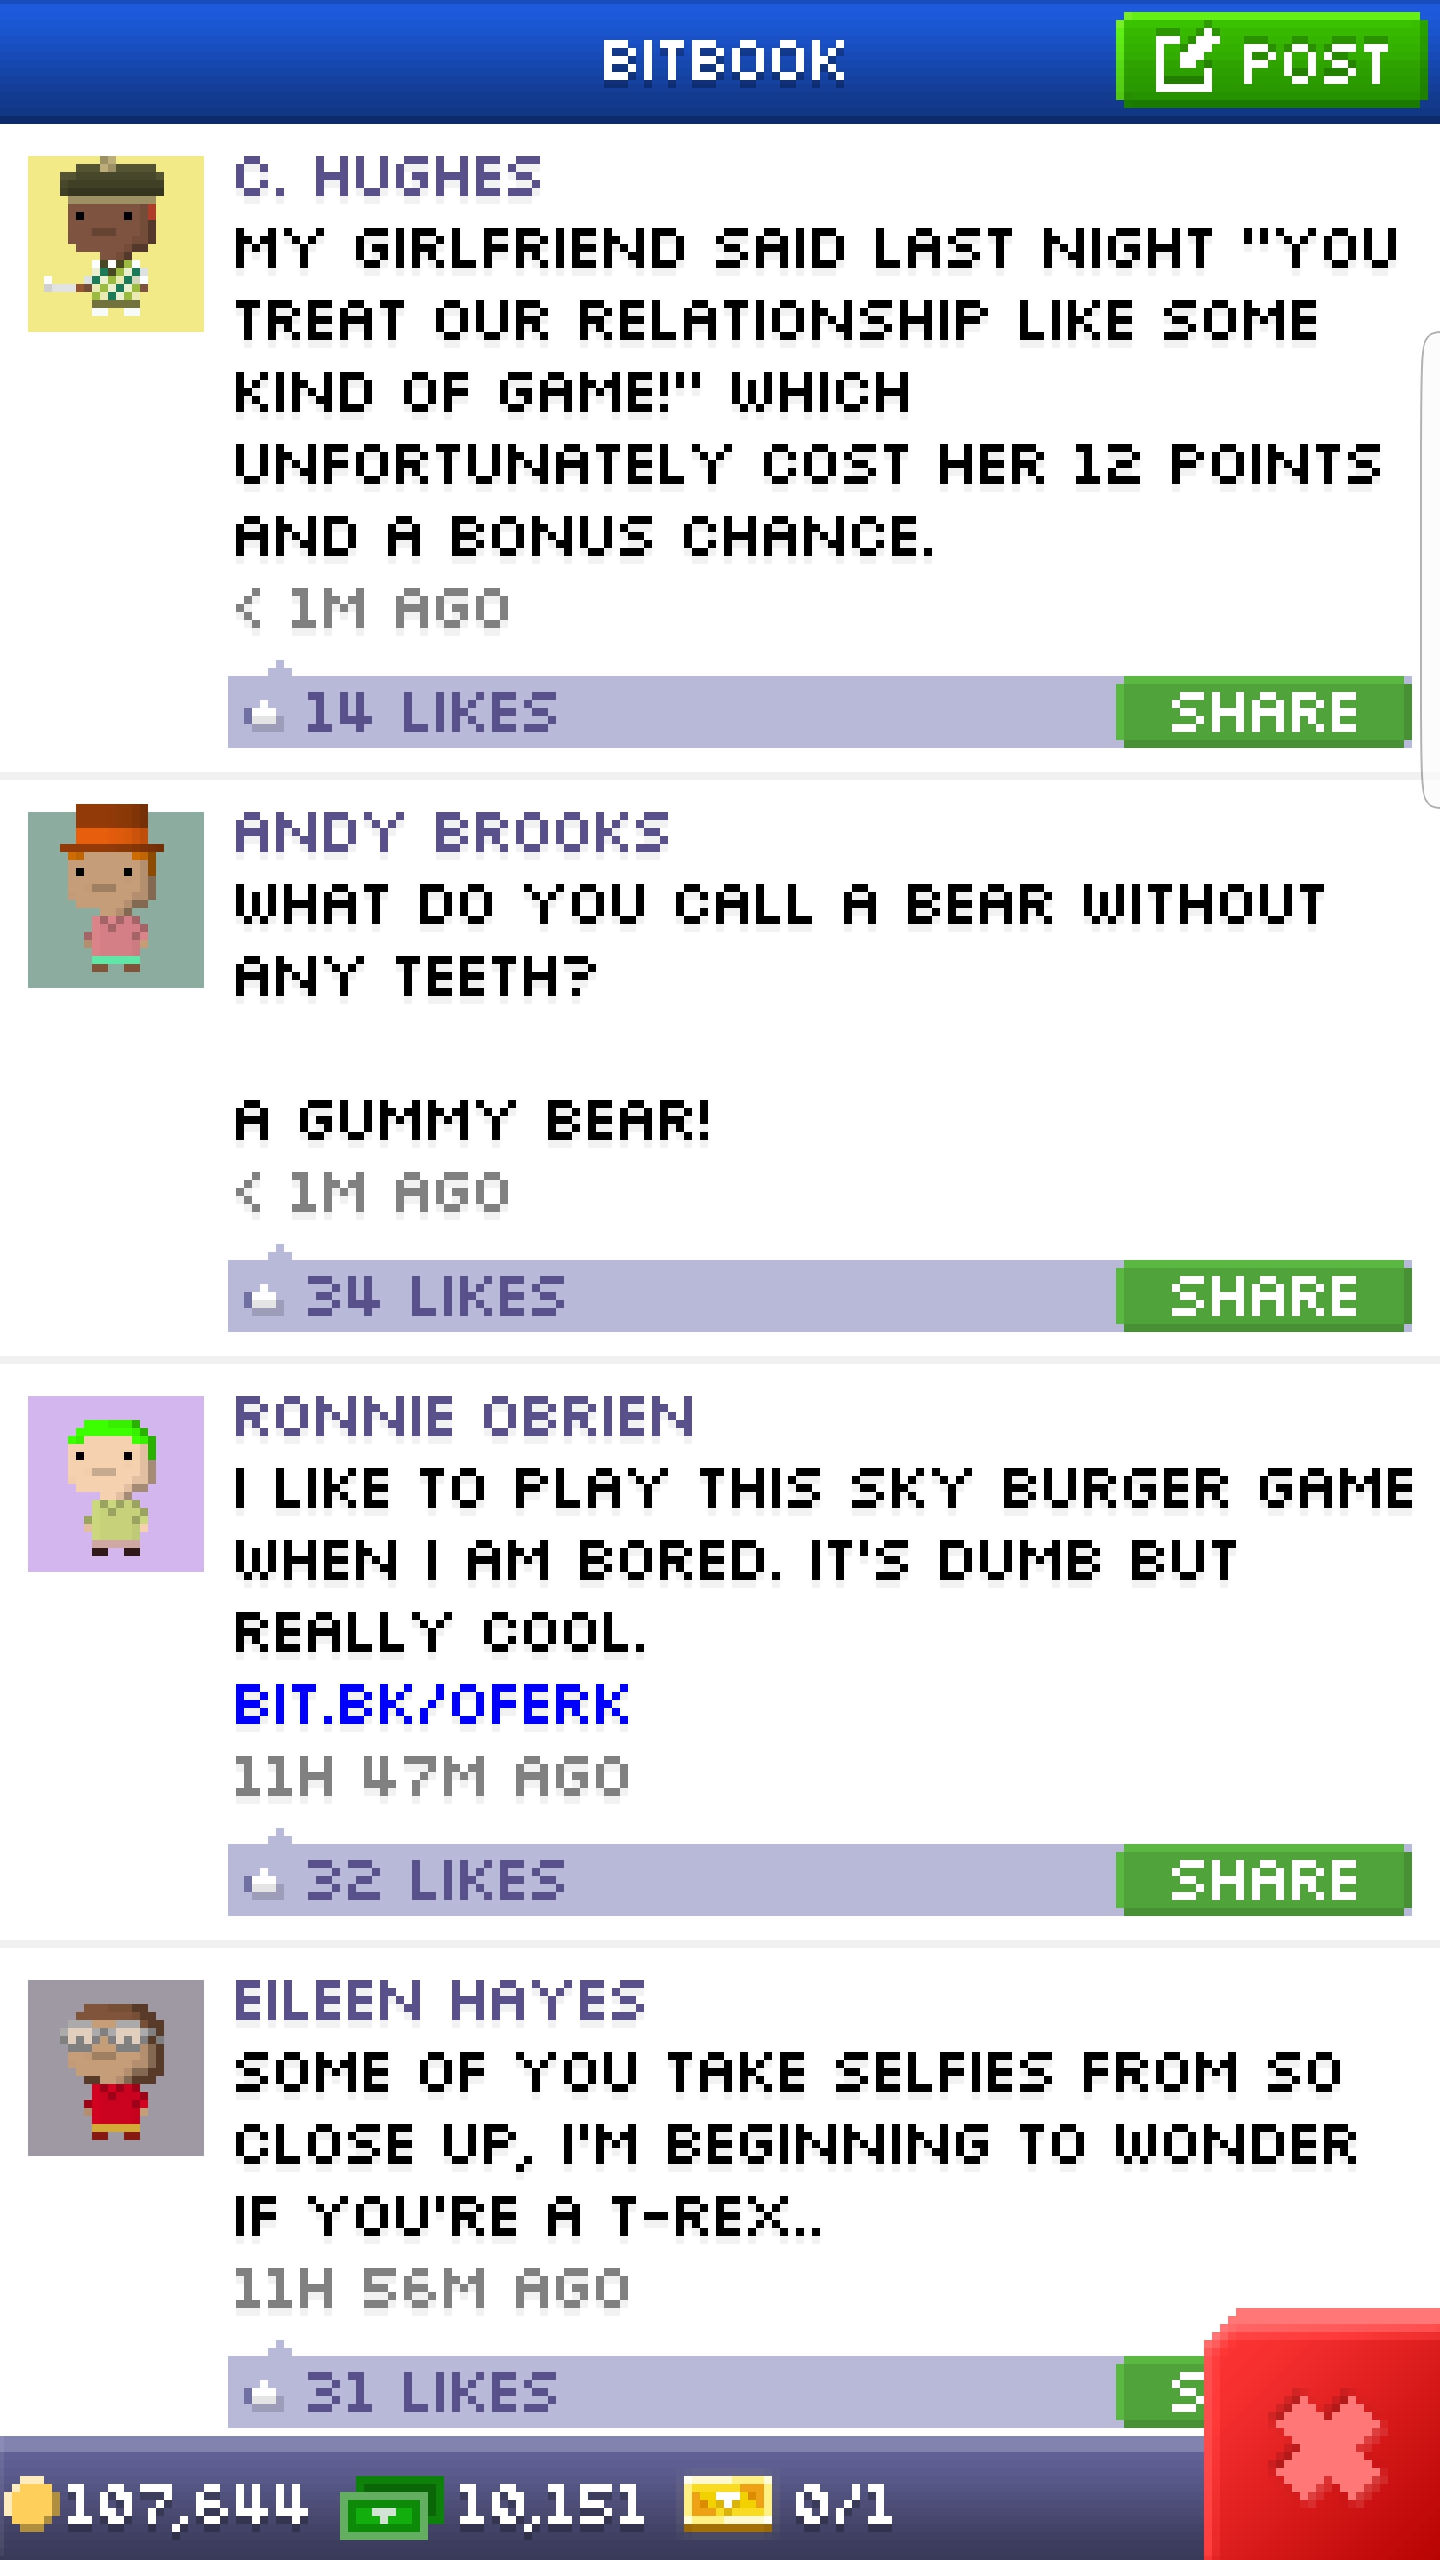 BITBOOK
POST
C. HUGHES
MY GIRLFRIEND SAID LAST NIGHT "YOU
TREAT OUR RELATIONSHIP LIKE SOME
KIND OF GAME!" WHICH
UNFORTUNATELY COST HER 12 POINTS
AND A BONUS CHANCE.
< 1M AGO
14 LIKES
SHARE
ANDY BROOKS
WHAT DO YOU CALL A BEAR WITHOUT
ANY TEETH?
A GUMMY BEAR!
< 1M AGO
34 LIKES
SHARE
RONNIE OBRIEN
I LIKE TO PLAY THIS SKY BURGER GAME
WHEN I AM BORED. IT'S DUMB BUT
REALLY COOL.
BIT.BK/OFERK
11H 47M AGO
32 LIKES
SHARE
EILEEN HAYES
SOME OF YOU TAKE SELFIES FROM SO
CLOSE UP, I'M BEGINNING TO WONDER
IF YOU'RE A T-REX..
11H 56M AGO
31 LIKES
S
107,644
10,151
0/1